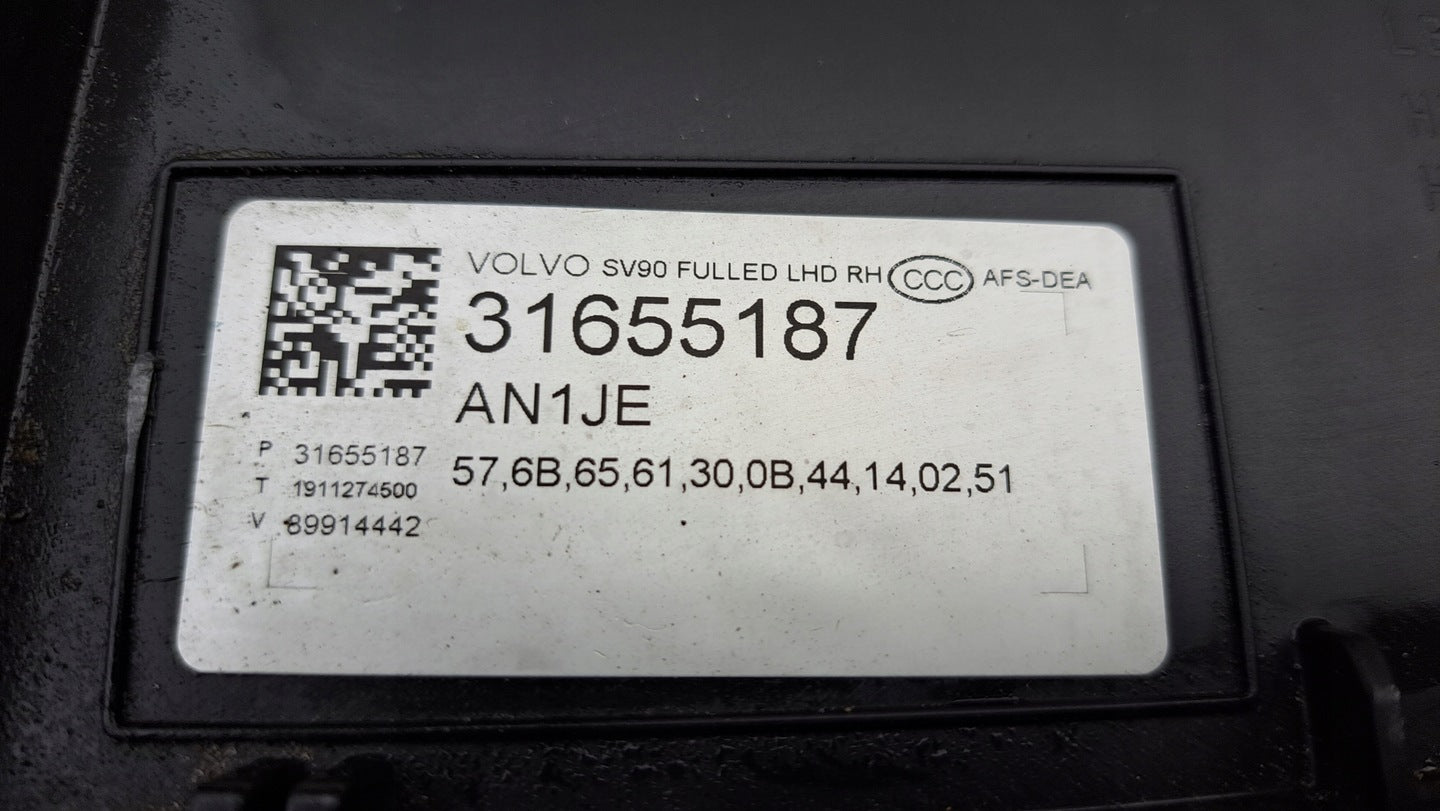 VOLVO SV90 FULLED LHD RH CCC AFS-DEA
31655187
AN1JE
57,6B,65,61,30,0B,44,14,02,51
P 31655187
T 1911274500
V 89914442